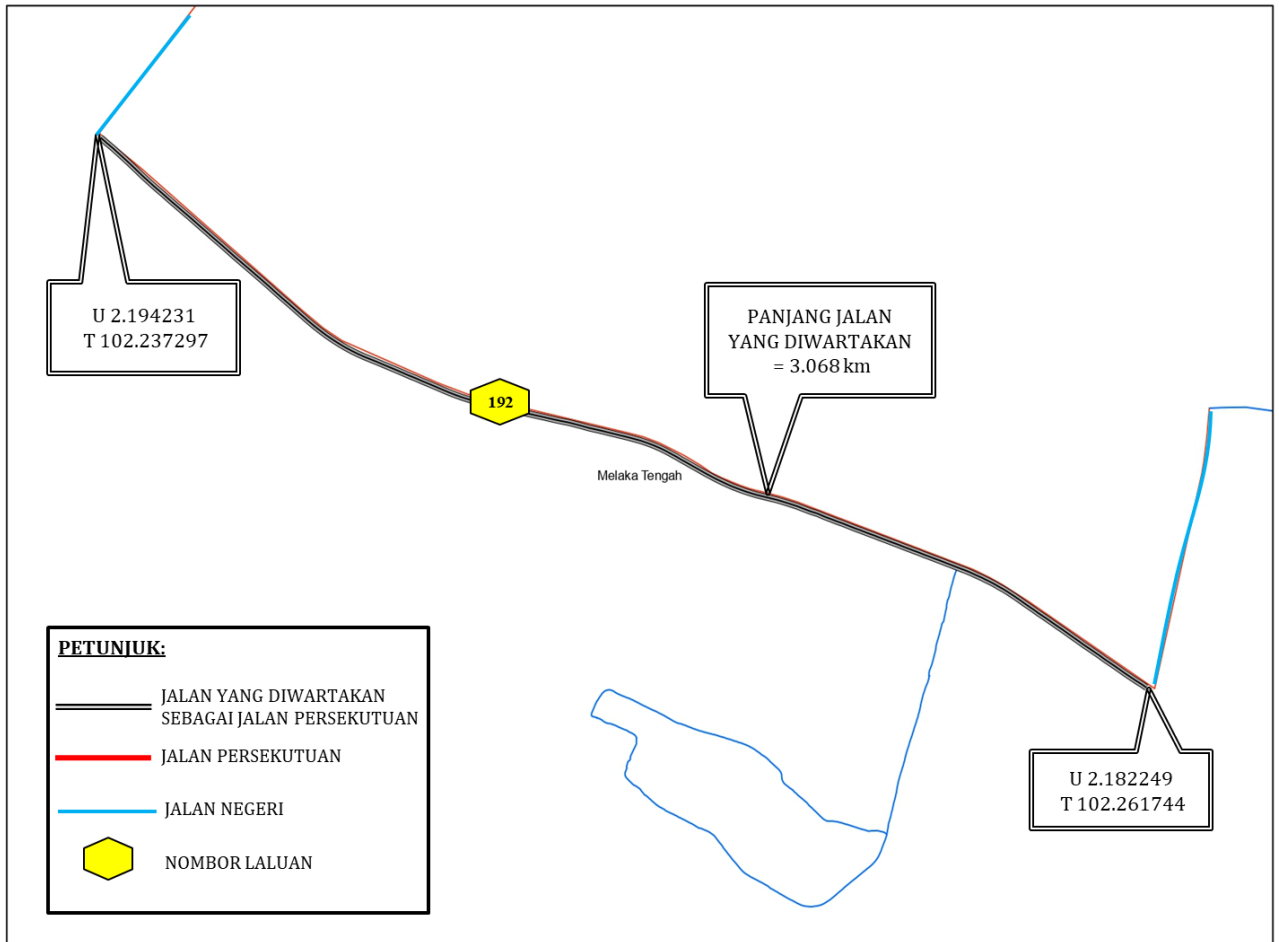 U 2.194231
T 102.237297
PANJANG JALAN
YANG DIWARTAKAN
= 3.068 km
192
Melaka Tengah
PETUNJUK:
JALAN YANG DIWARTAKAN
SEBAGAI JALAN PERSEKUTUAN
JALAN PERSEKUTUAN
JALAN NEGERI
NOMBOR LALUAN
U 2.182249
T 102.261744